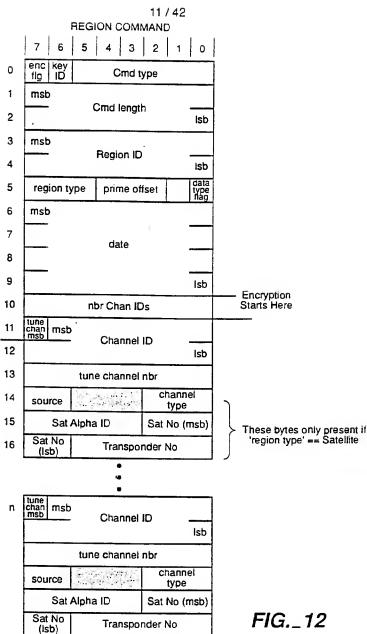 11 / 42
REGION COMMAND
7 6 5 4 3 2 1 0
0 enc flg key ID Cmd type
1 msb
Cmd length
2 lsb
3 msb
Region ID
4 lsb
5 region type prime offset data type flag
6 msb
7
date
8
9 lsb
Encryption Starts Here
10 nbr Chan IDs
11 tune chan msb msb
Channel ID
12 lsb
13 tune channel nbr
14 source channel type
15 Sat Alpha ID Sat No (msb)
16 Sat No (lsb) Transponder No
These bytes only present if 'region type' == Satellite
n tune chan msb msb
Channel ID
lsb
tune channel nbr
source channel type
Sat Alpha ID Sat No (msb)
Sat No (lsb) Transponder No
FIG._12